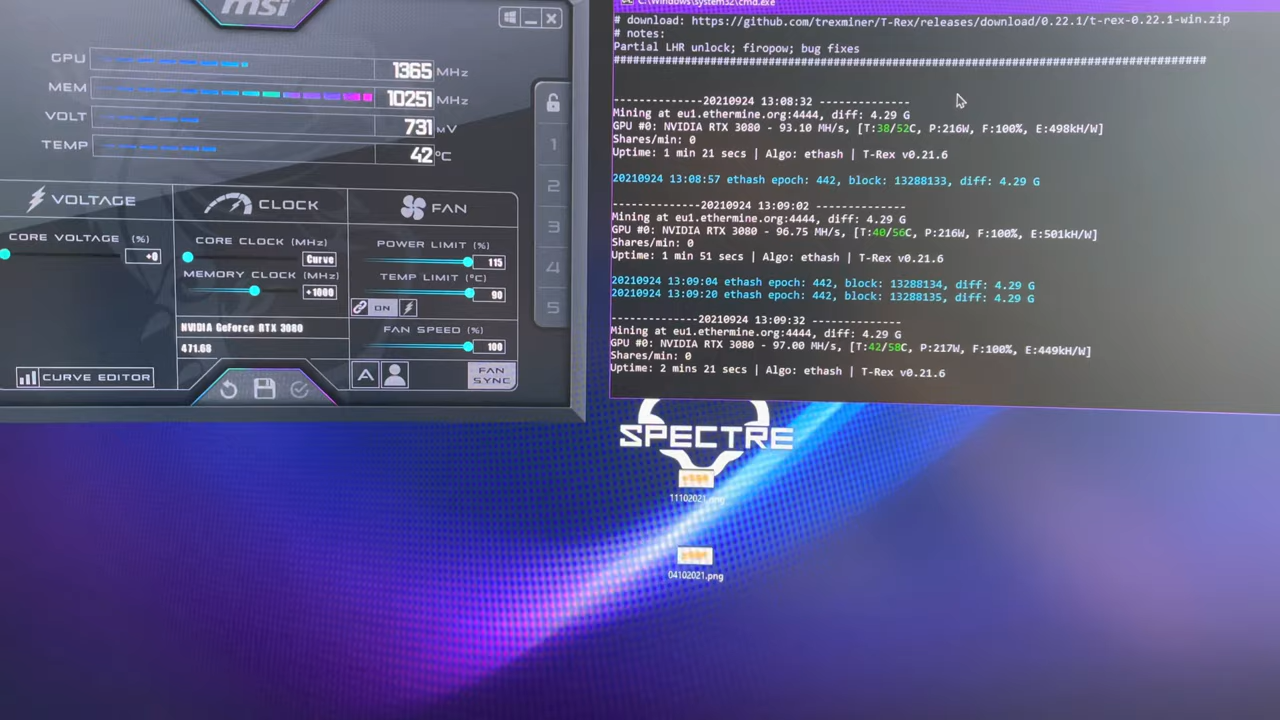 msi
GPU
1365 MHz
MEM
10251 MHz
VOLT
731 mV
TEMP
42 °C
1
2
3
4
5
VOLTAGE
CORE VOLTAGE (%)
+0
CLOCK
CORE CLOCK (MHz)
Curve
MEMORY CLOCK (MHz)
+1000
FAN
POWER LIMIT (%)
115
TEMP LIMIT (°C)
90
ON
FAN SPEED (%)
100
NVIDIA GeForce RTX 3080
471.68
CURVE EDITOR
A
FAN
SYNC
C:\Windows\system32\cmd.exe
# download: https://github.com/trexminer/T-Rex/releases/download/0.22.1/t-rex-0.22.1-win.zip
# notes:
Partial LHR unlock; firopow; bug fixes
####################################################################################
--------------20210924 13:08:32 --------------
Mining at eu1.ethermine.org:4444, diff: 4.29 G
GPU #0: NVIDIA RTX 3080 - 93.10 MH/s, [T:38/52C, P:216W, F:100%, E:498kH/W]
Shares/min: 0
Uptime: 1 min 21 secs | Algo: ethash | T-Rex v0.21.6
20210924 13:08:57 ethash epoch: 442, block: 13288133, diff: 4.29 G
--------------20210924 13:09:02 --------------
Mining at eu1.ethermine.org:4444, diff: 4.29 G
GPU #0: NVIDIA RTX 3080 - 96.75 MH/s, [T:40/56C, P:216W, F:100%, E:501kH/W]
Shares/min: 0
Uptime: 1 min 51 secs | Algo: ethash | T-Rex v0.21.6
20210924 13:09:04 ethash epoch: 442, block: 13288134, diff: 4.29 G
20210924 13:09:20 ethash epoch: 442, block: 13288135, diff: 4.29 G
--------------20210924 13:09:32 --------------
Mining at eu1.ethermine.org:4444, diff: 4.29 G
GPU #0: NVIDIA RTX 3080 - 97.00 MH/s, [T:42/58C, P:217W, F:100%, E:449kH/W]
Shares/min: 0
Uptime: 2 mins 21 secs | Algo: ethash | T-Rex v0.21.6
SPECTRE
11102021.png
04102021.png